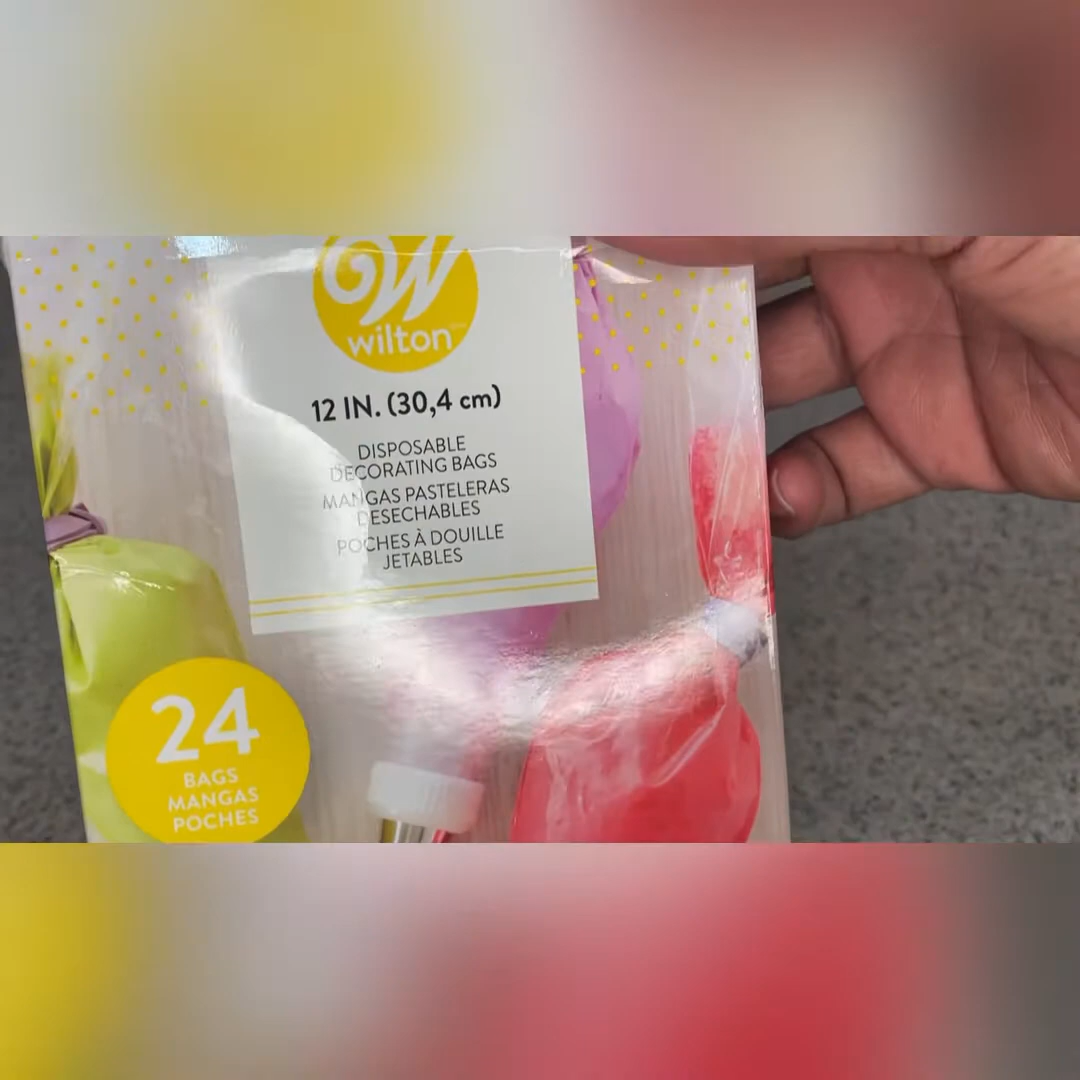 W
wilton
12 IN. (30,4 cm)
DISPOSABLE
DECORATING BAGS
MANGAS PASTELERAS
DESECHABLES
POCHES À DOUILLE
JETABLES
24
BAGS
MANGAS
POCHES